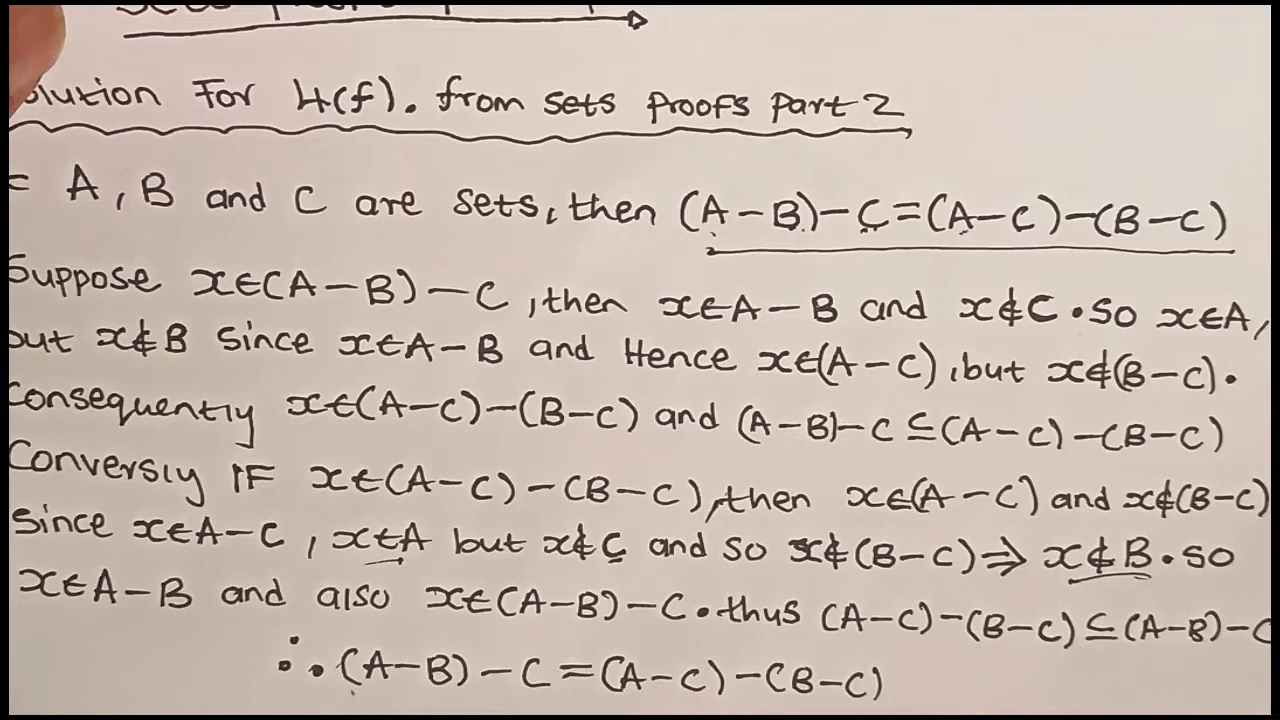 olution For 4(f). from sets proofs part 2
A, B and C are sets, then (A-B)-C=(A-C)-(B-C)
Suppose x∈(A-B)-C, then x∈A-B and x∉C. So x∈A,
but x∉B since x∈A-B and Hence x∈(A-C), but x∉(B-C).
Consequently x∈(A-C)-(B-C) and (A-B)-C⊆(A-C)-(B-C)
Conversly IF x∈(A-C)-(B-C), then x∈(A-C) and x∉(B-C)
since x∈A-C, x∈A but x∉C and so x∉(B-C)⇒x∉B. so
x∈A-B and also x∈(A-B)-C. thus (A-C)-(B-C)⊆(A-B)-C
∴ (A-B)-C=(A-C)-(B-C)